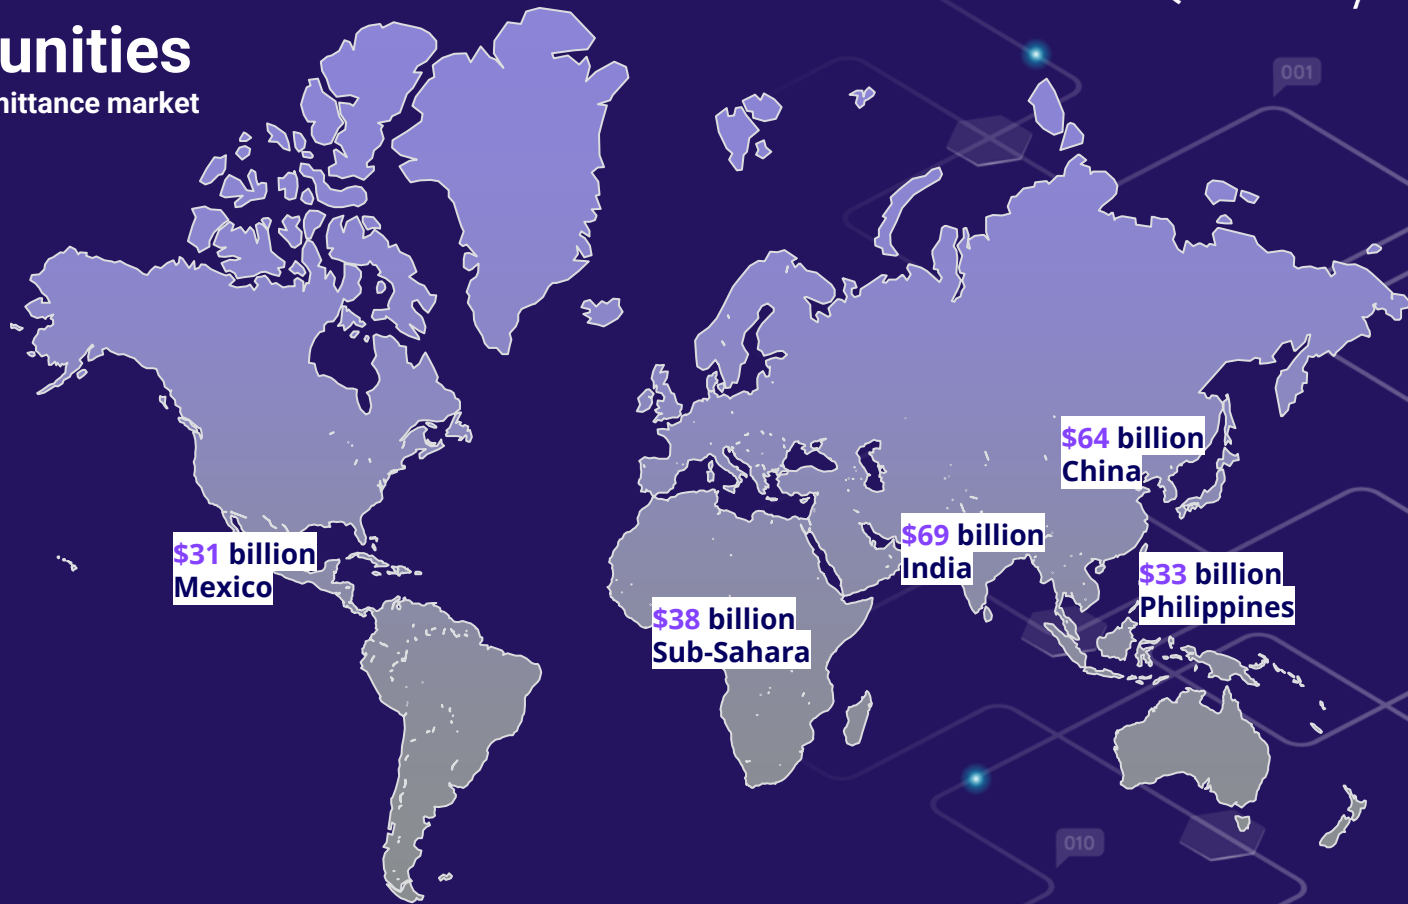 unities
mittance market
001
$64 billion
China
$69 billion
India
$31 billion
Mexico
$33 billion
Philippines
$38 billion
Sub-Sahara
010